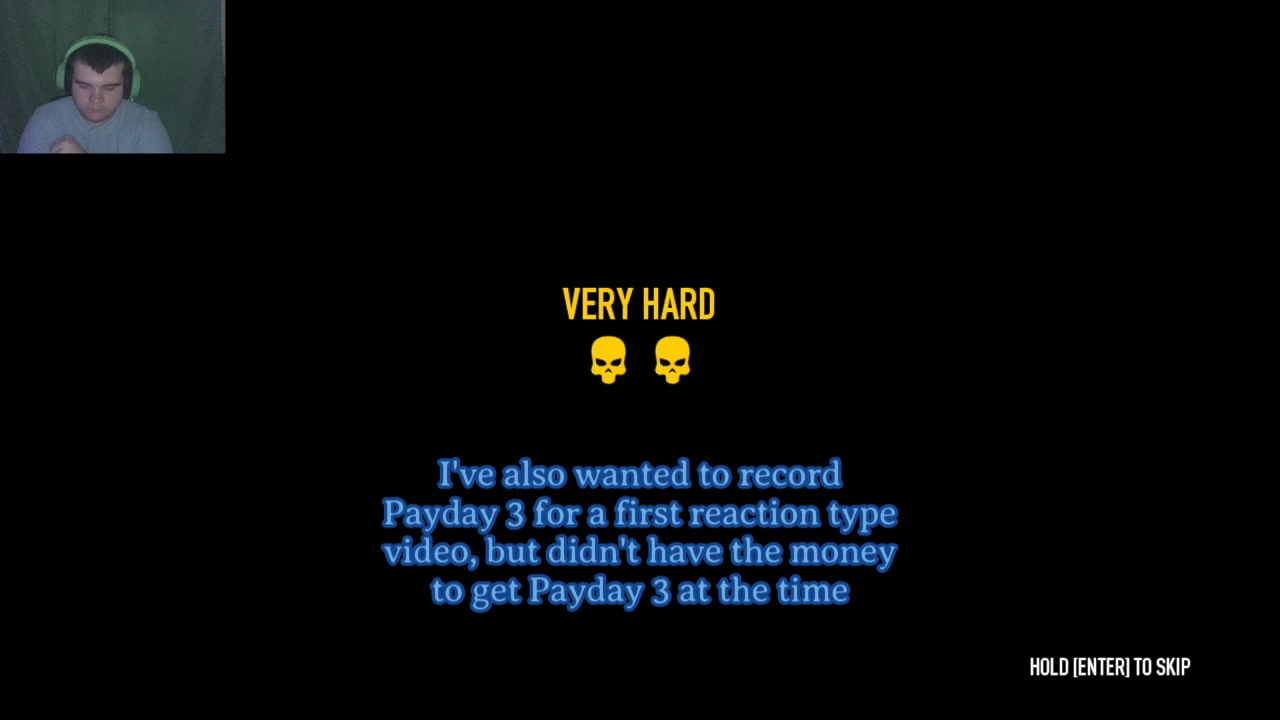 VERY HARD
I've also wanted to record
Payday 3 for a first reaction type
video, but didn't have the money
to get Payday 3 at the time
HOLD [ENTER] TO SKIP